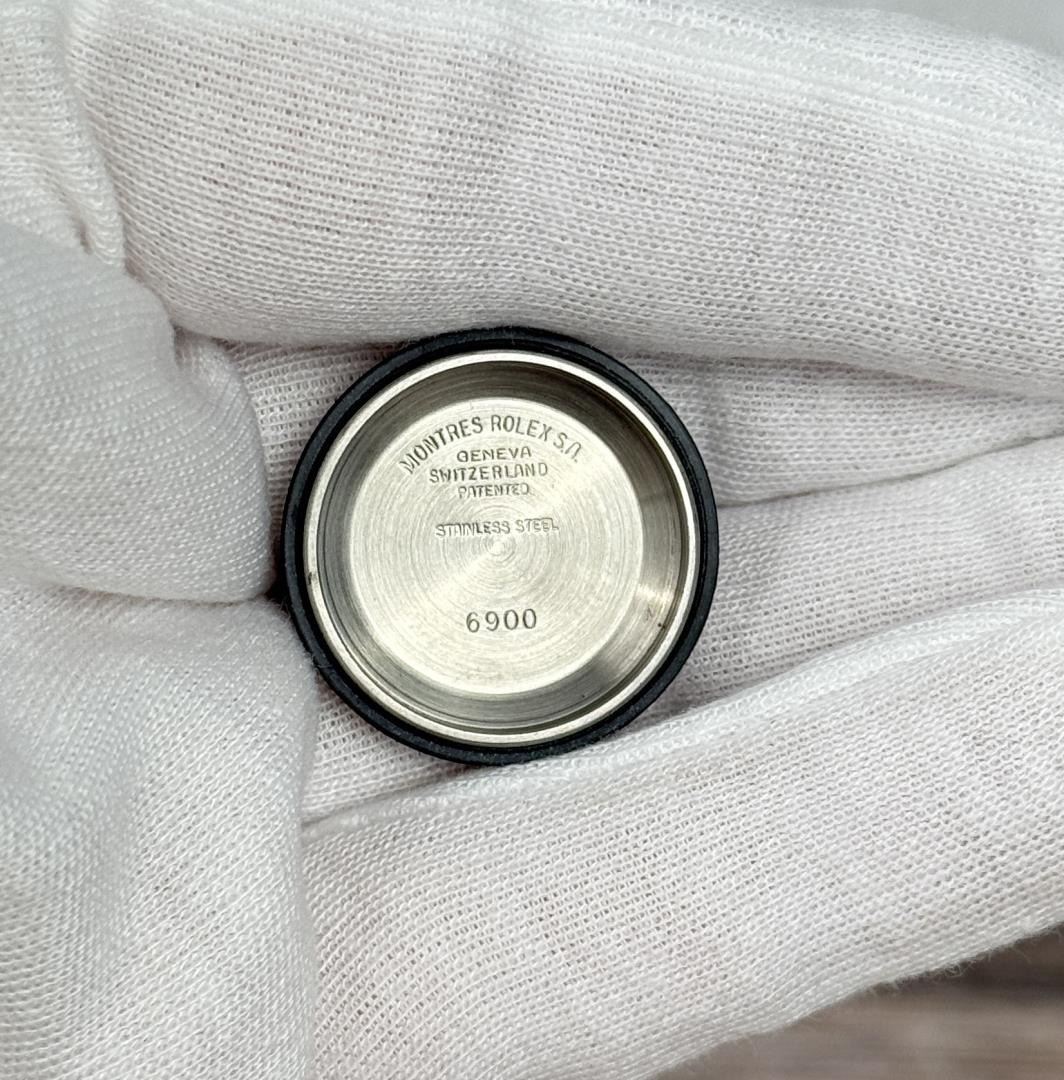 MONTRES ROLEX S.A.
GENEVA
SWITZERLAND
PATENTED.
STAINLESS STEEL
6900